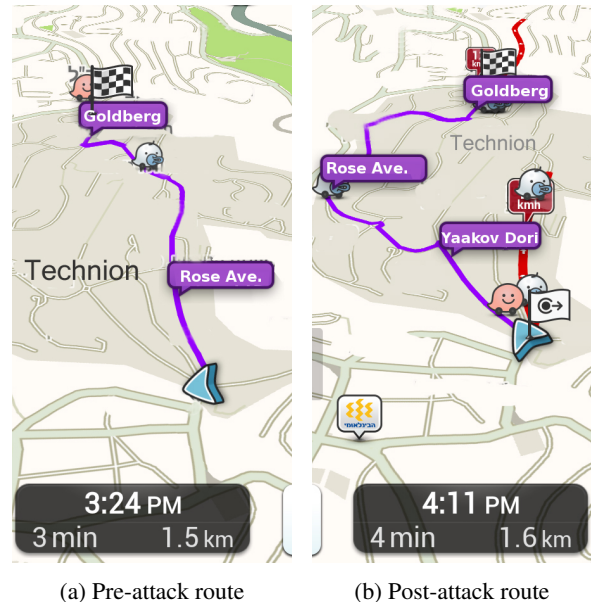 Goldberg
Rose Ave.
Technion
3:24 PM
3 min 1.5 km
(a) Pre-attack route
Goldberg
Technion
Rose Ave.
kmh
Yaakov Dori
הבינלאומי
4:11 PM
4 min 1.6 km
(b) Post-attack route